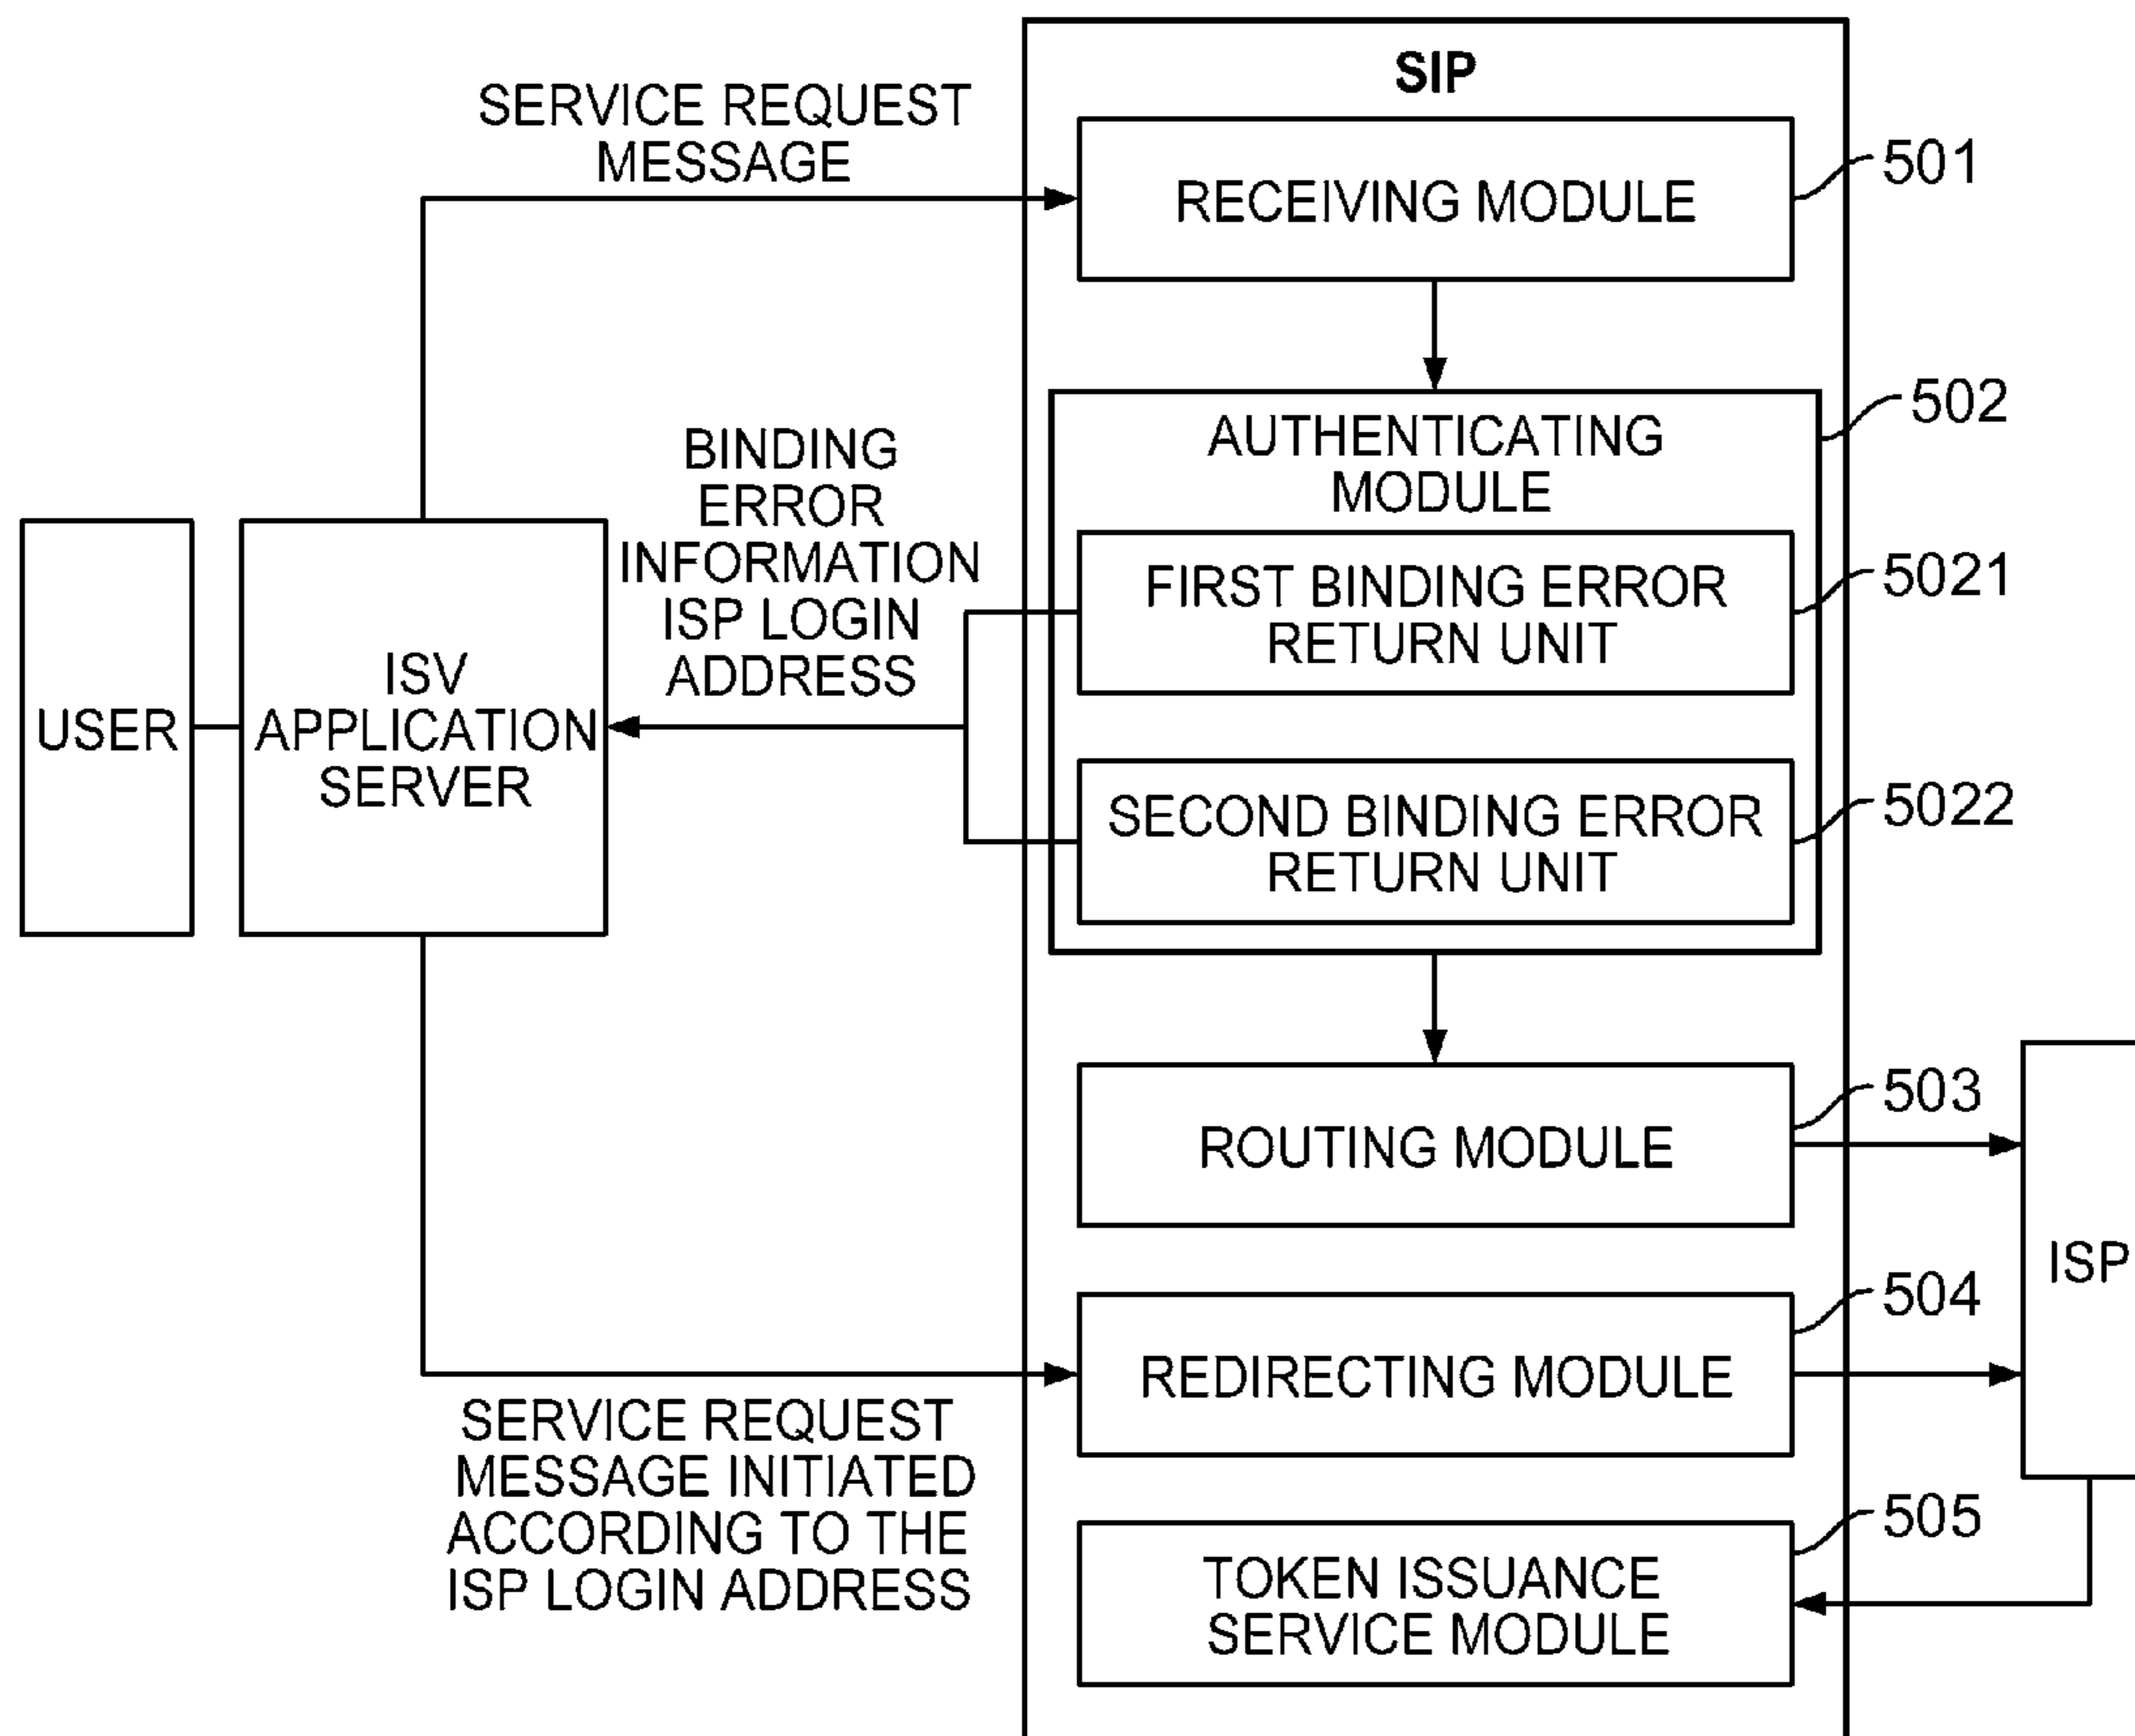 SIP
SERVICE REQUEST
MESSAGE
RECEIVING MODULE
501
AUTHENTICATING
MODULE
502
BINDING
ERROR
INFORMATION
ISP LOGIN
ADDRESS
FIRST BINDING ERROR
RETURN UNIT
5021
USER
ISV
APPLICATION
SERVER
SECOND BINDING ERROR
RETURN UNIT
5022
ROUTING MODULE
503
ISP
REDIRECTING MODULE
504
SERVICE REQUEST
MESSAGE INITIATED
ACCORDING TO THE
ISP LOGIN ADDRESS
TOKEN ISSUANCE
SERVICE MODULE
505